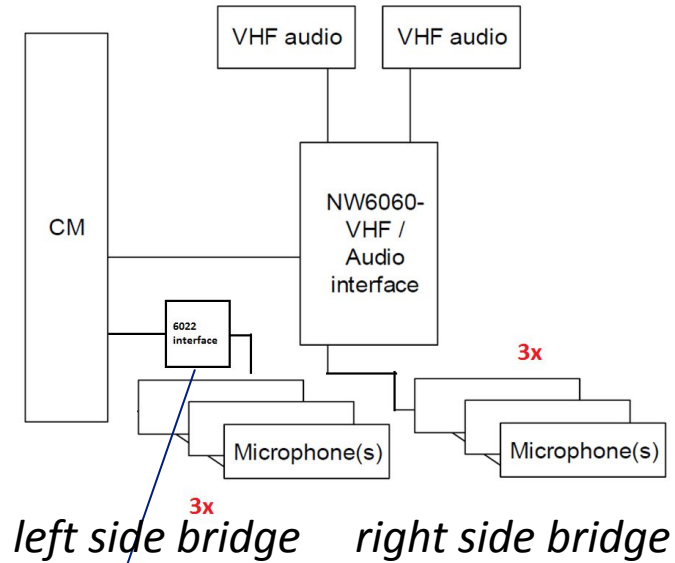 VHF audio
VHF audio
CM
NW6060-
VHF /
Audio
interface
6022
interface
3x
Microphone(s)
Microphone(s)
3x
left side bridge
right side bridge